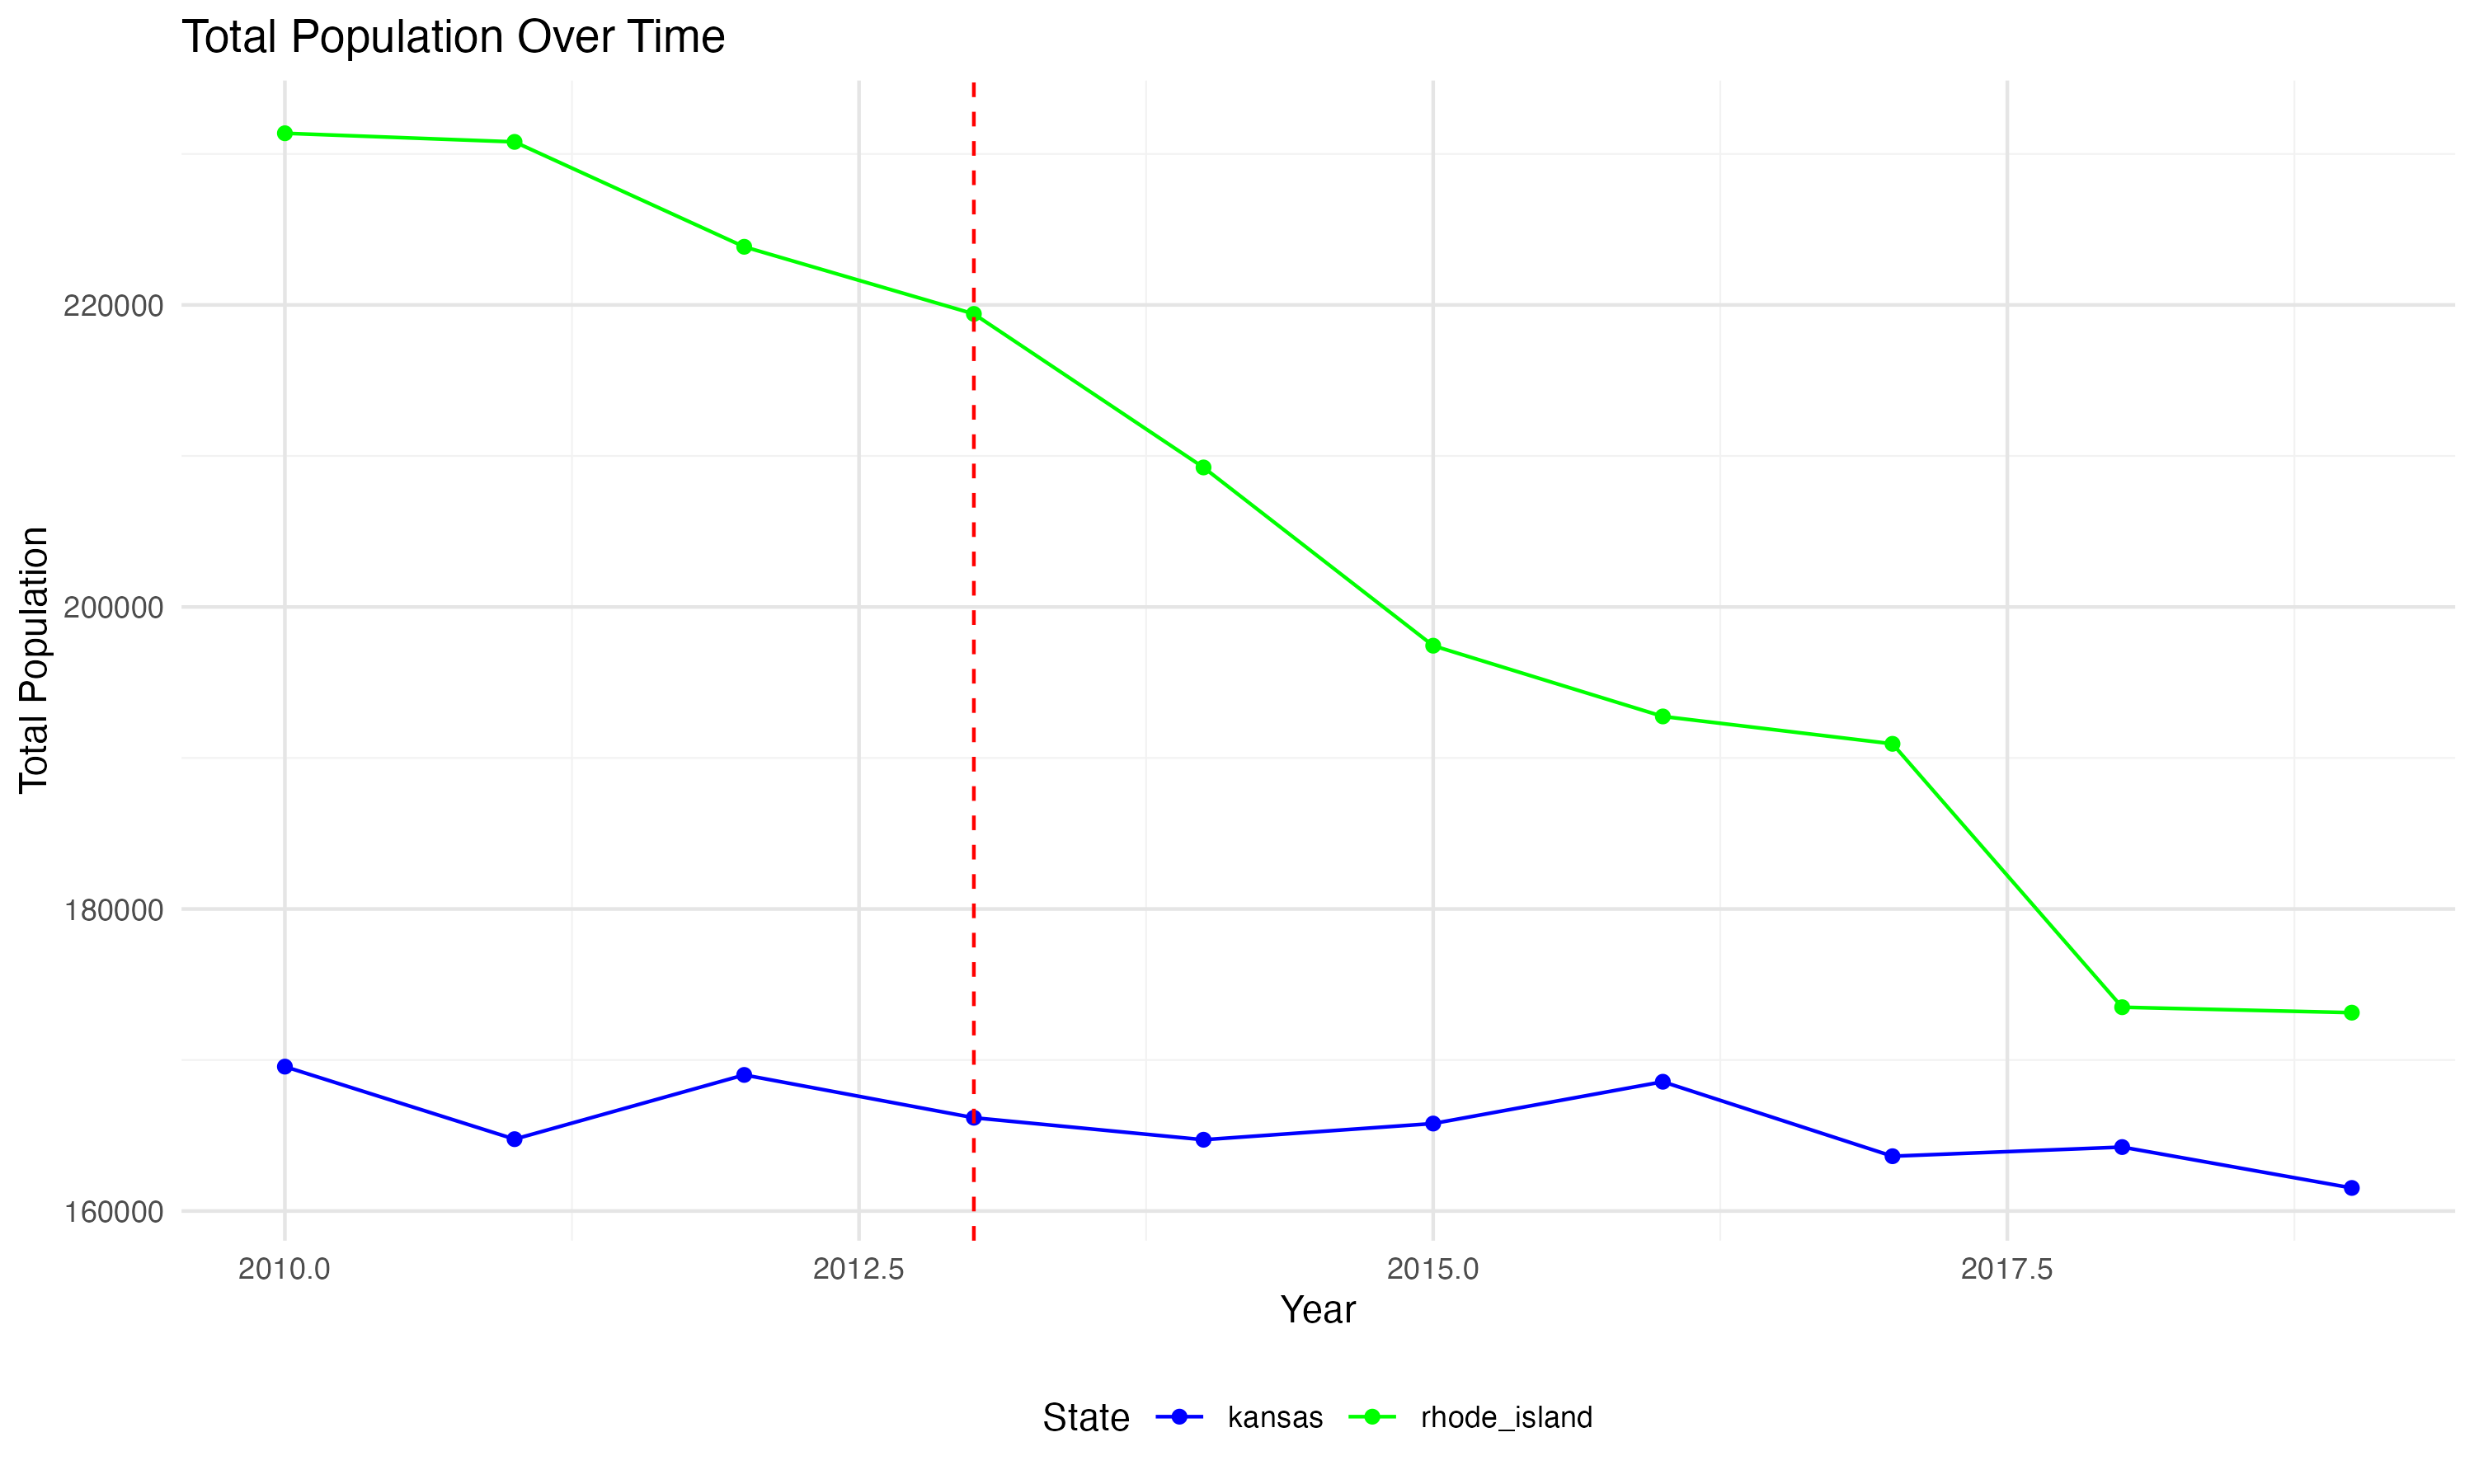 Total Population Over Time
Total Population
220000
200000
180000
160000
2010.0
2012.5
2015.0
2017.5
Year
State kansas rhode_island